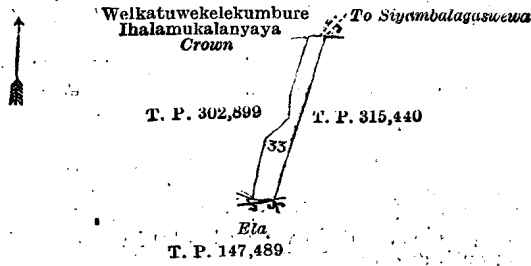 Welkatuwekelekumbure
Ihalamukalanyaya
Crown
To Siyambalagaswewa
T. P. 302,899
T. P. 315,440
33
Ela
T. P. 147,489